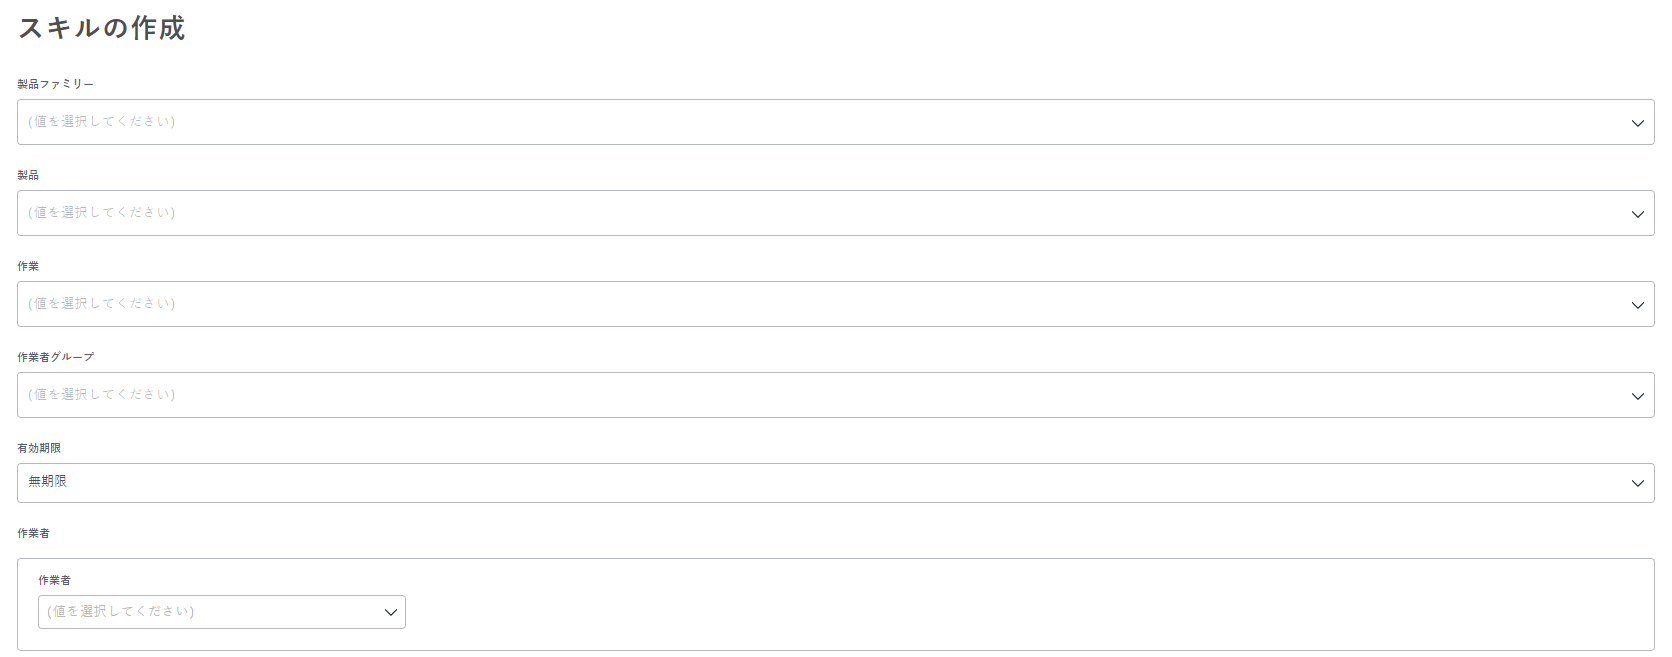 スキルの作成
製品ファミリー
(値を選択してください)
製品
(値を選択してください)
作業
(値を選択してください)
作業者グループ
(値を選択してください)
有効期限
無期限
作業者
作業者
(値を選択してください)